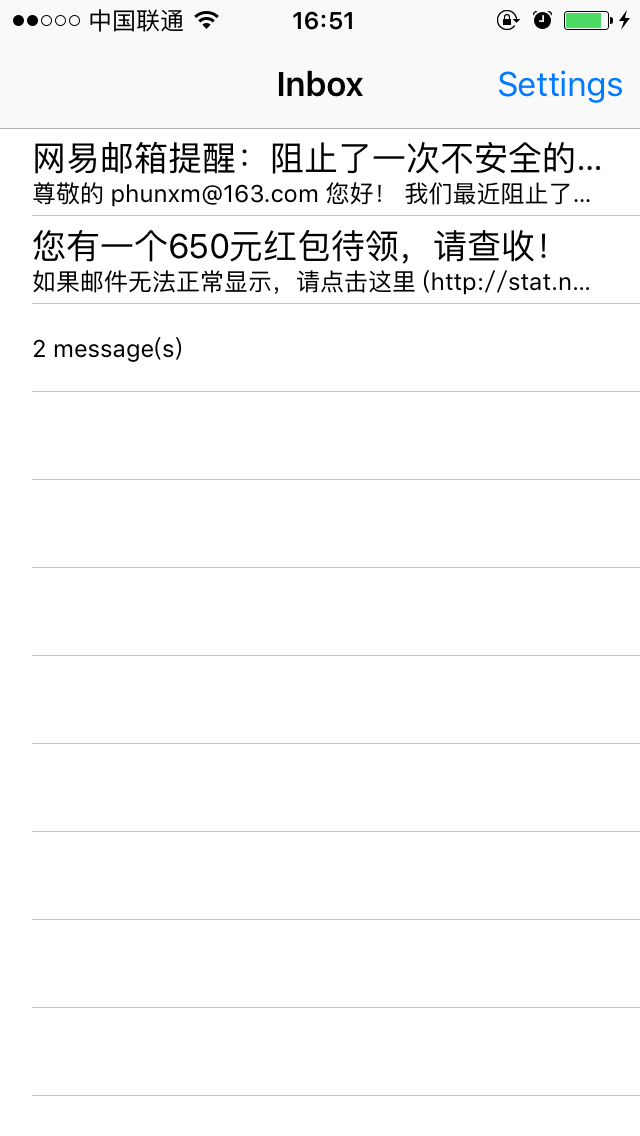 中国联通
16:51
Inbox
Settings
网易邮箱提醒：阻止了一次不安全的...
尊敬的 phunxm@163.com 您好！ 我们最近阻止了...
您有一个650元红包待领，请查收！
如果邮件无法正常显示，请点击这里 (http://stat.n...
2 message(s)